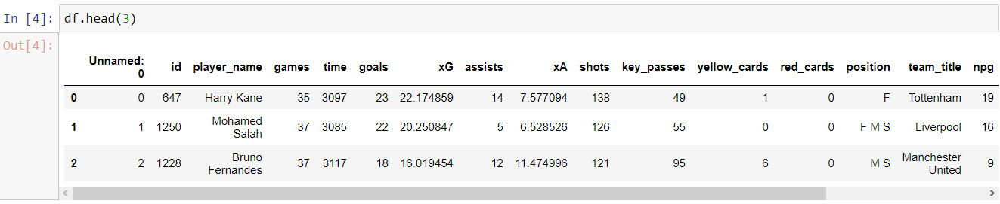 In [4]: df.head(3)
Out[4]:
Unnamed: 0 id player_name games time goals xG assists xA shots key_passes yellow_cards red_cards position team_title npg
0 0 647 Harry Kane 35 3097 23 22.174859 14 7.577094 138 49 1 0 F Tottenham 19
1 1 1250 Mohamed Salah 37 3085 22 20.250847 5 6.528526 126 55 0 0 F M S Liverpool 16
2 2 1228 Bruno Fernandes 37 3117 18 16.019454 12 11.474996 121 95 6 0 M S Manchester United 9